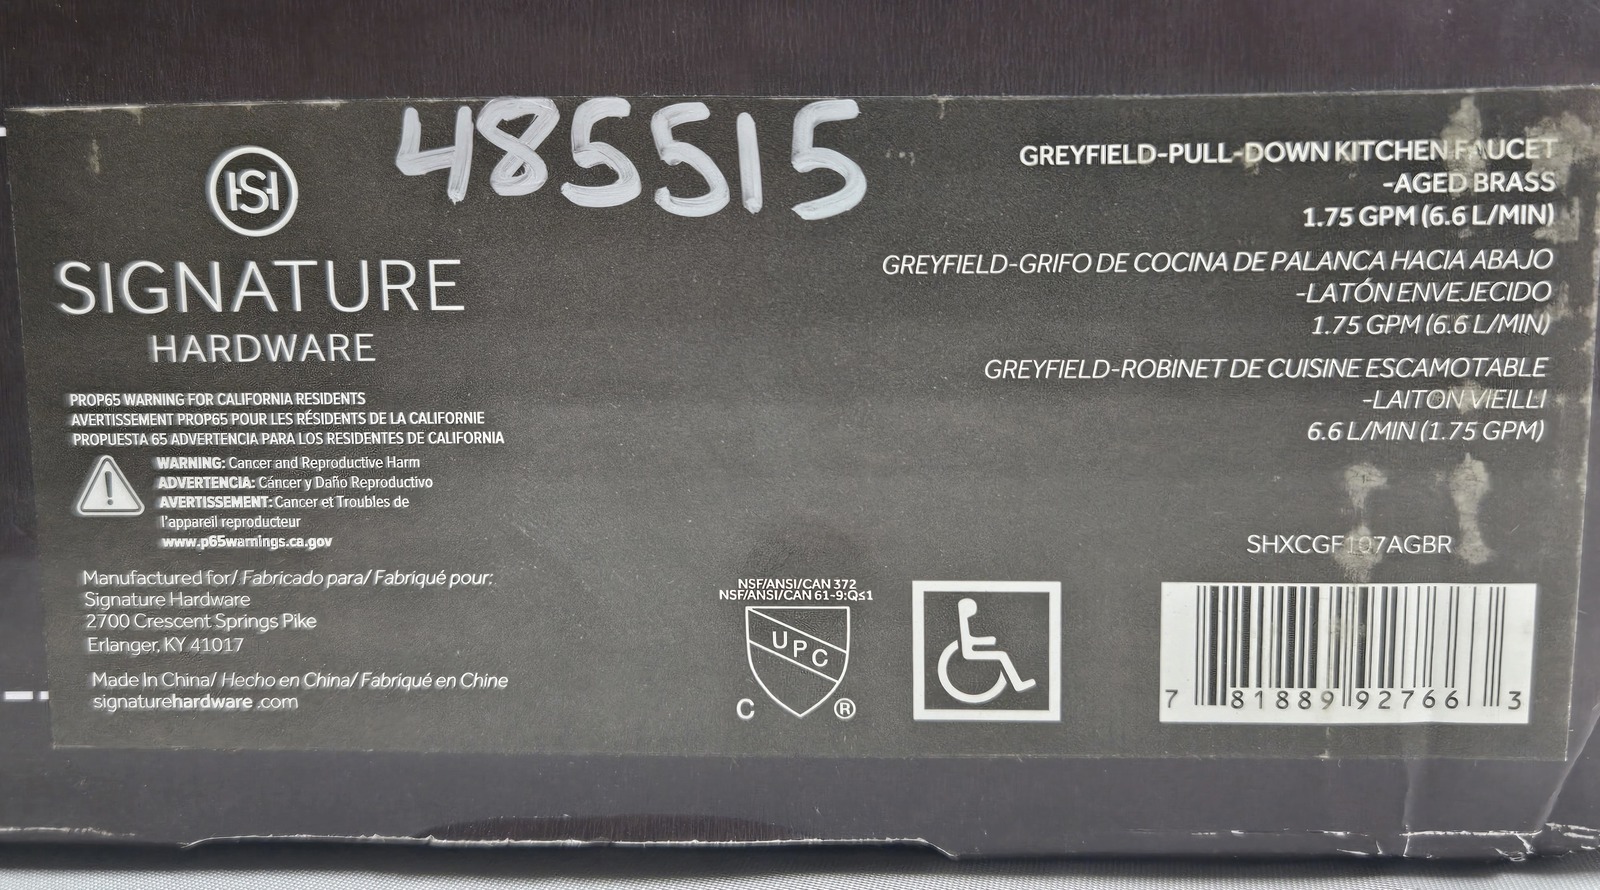 485515
HSH
SIGNATURE
HARDWARE
PROP65 WARNING FOR CALIFORNIA RESIDENTS
AVERTISSEMENT PROP65 POUR LES RÉSIDENTS DE LA CALIFORNIE
PROPUESTA 65 ADVERTENCIA PARA LOS RESIDENTES DE CALIFORNIA
WARNING: Cancer and Reproductive Harm
ADVERTENCIA: Cáncer y Daño Reproductivo
AVERTISSEMENT: Cancer et Troubles de
l'appareil reproducteur
www.p65warnings.ca.gov
Manufactured for/ Fabricado para/ Fabriqué pour:
Signature Hardware
2700 Crescent Springs Pike
Erlanger, KY 41017
Made In China/ Hecho en China/ Fabriqué en Chine
signaturehardware.com
GREYFIELD-PULL-DOWN KITCHEN FAUCET
-AGED BRASS
1.75 GPM (6.6 L/MIN)
GREYFIELD-GRIFO DE COCINA DE PALANCA HACIA ABAJO
-LATÓN ENVEJECIDO
1.75 GPM (6.6 L/MIN)
GREYFIELD-ROBINET DE CUISINE ESCAMOTABLE
-LAITON VIEILLI
6.6 L/MIN (1.75 GPM)
NSF/ANSI/CAN 372
NSF/ANSI/CAN 61-9:Q≤1
UPC
C ®
SHXCGF107AGBR
7 81889 92766 3